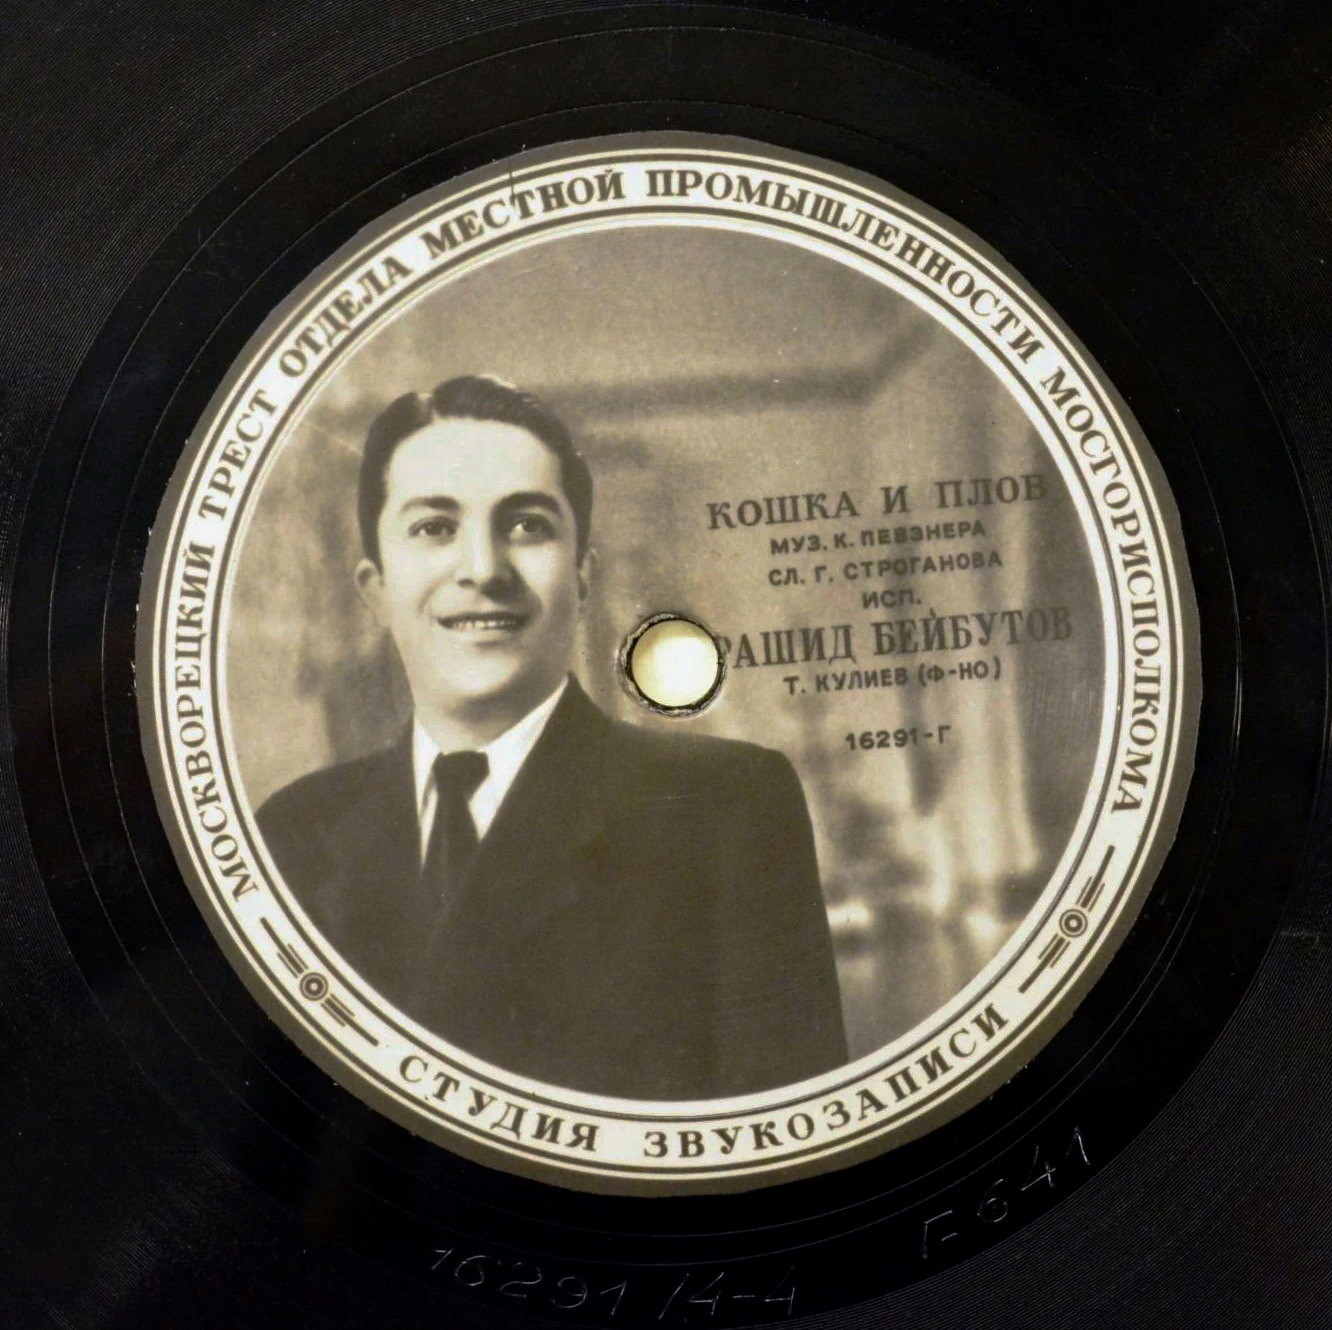 МОСКВОРЕЦКИЙ ТРЕСТ ОТДЕЛА МЕСТНОЙ ПРОМЫШЛЕННОСТИ МОСГОРИСПОЛКОМА
КОШКА И ПЛОВ
МУЗ. К. ПЕВЗНЕРА
СЛ. Г. СТРОГАНОВА
ИСП.
РАШИД БЕЙБУТОВ
Т. КУЛИЕВ (Ф-НО)
16291-Г
СТУДИЯ ЗВУКОЗАПИСИ
Г-641
16291/4-4